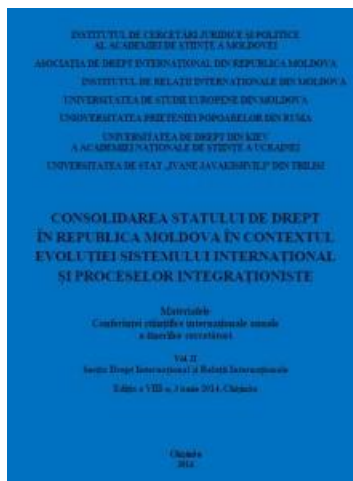 INSTITUTUL DE CERCETĂRI JURIDICE ŞI POLITICE
AL ACADEMIEI DE ŞTIINŢE A MOLDOVEI
ASOCIAŢIA DE DREPT INTERNAŢIONAL DIN REPUBLICA MOLDOVA
INSTITUTUL DE RELAŢII INTERNAŢIONALE DIN MOLDOVA
UNIVERSITATEA DE STUDII EUROPENE DIN MOLDOVA
UNIOVERSITATEA PRIETENIEI POPOARELOR DIN RUSIA
UNIVERSITATEA DE DREPT DIN KIEV
A ACADEMIEI NAŢIONALE DE ŞTIINŢE A UCRAINEI
UNIVERSITATEA DE STAT „IVANE JAVAKISHVILI” DIN TBILISI
CONSOLIDAREA STATULUI DE DREPT
ÎN REPUBLICA MOLDOVA ÎN CONTEXTUL
EVOLUŢIEI SISTEMULUI INTERNAŢIONAL
ŞI PROCESELOR INTEGRAŢIONISTE
Materialele
Conferinţei ştiinţifice internaţionale anuale
a tinerilor cercetători
Vol. II
Secţia: Drept Internaţional şi Relaţii Internaţionale
Ediţia a VIII-a, 3 iunie 2014, Chişinău
Chişinău
2014